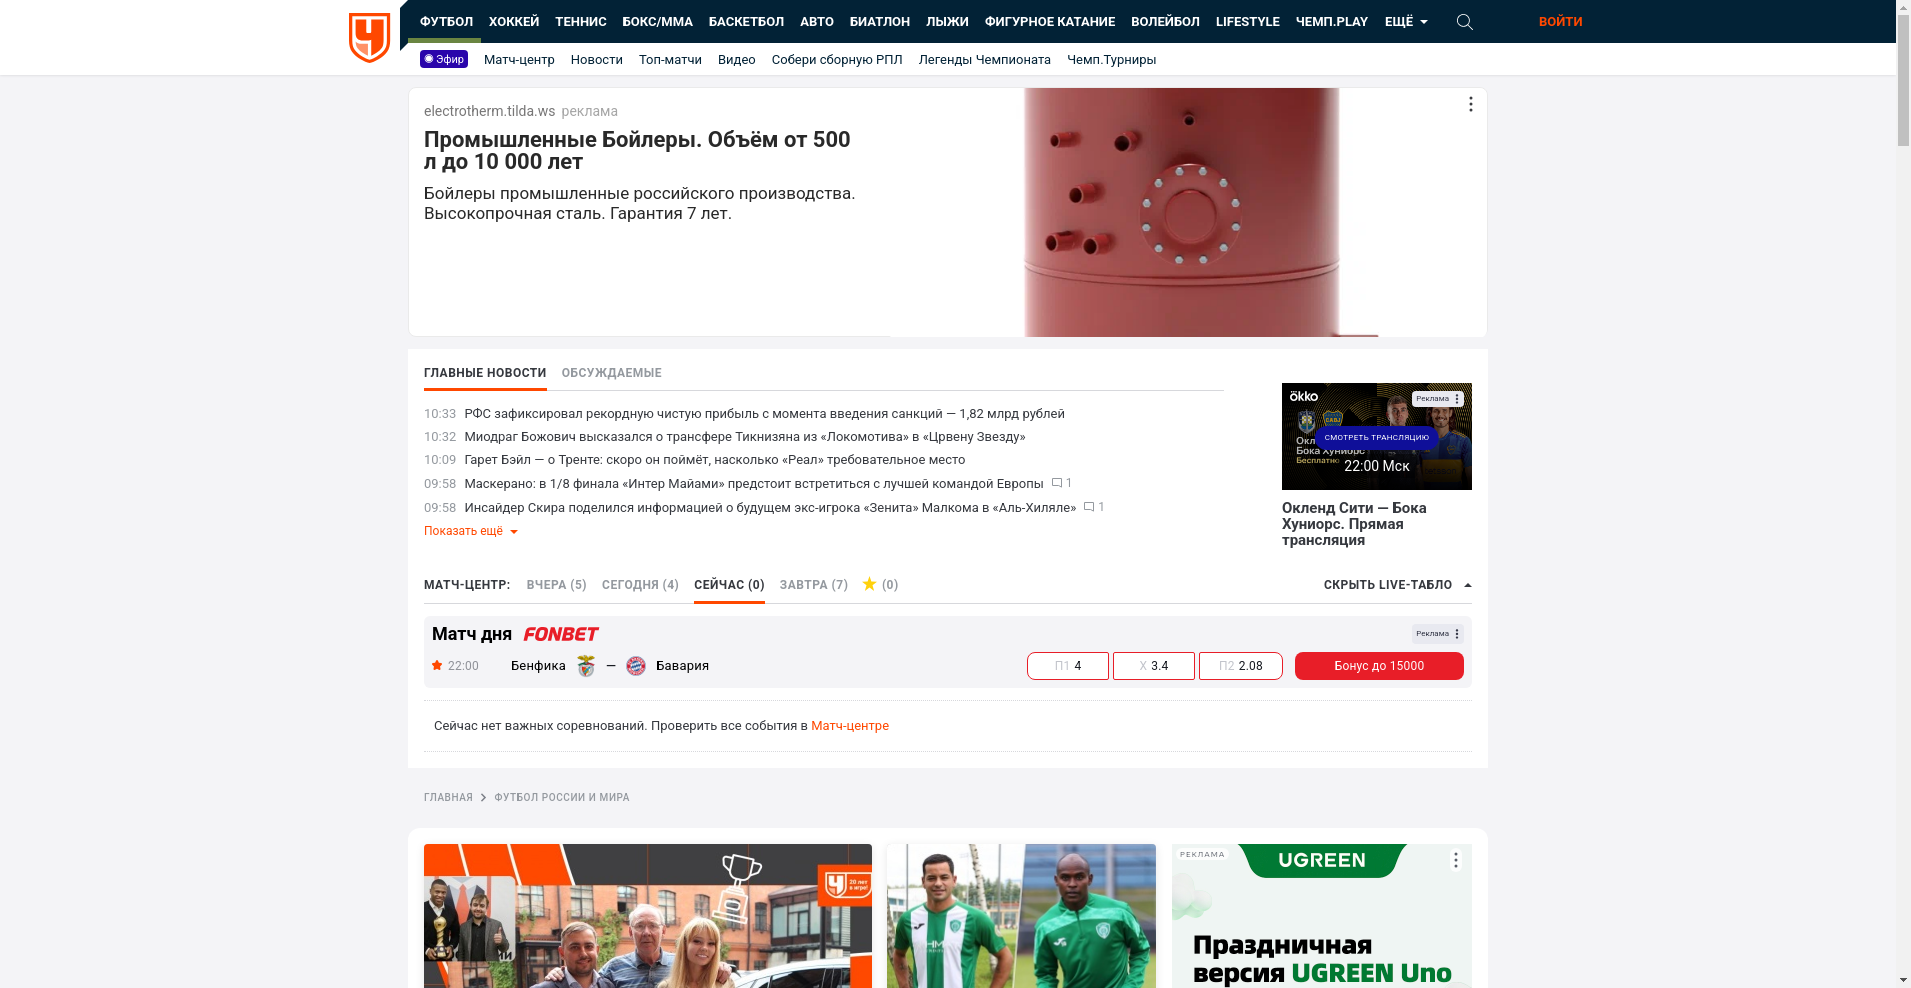 ФУТБОЛ ХОККЕЙ ТЕННИС БОКС/ММА БАСКЕТБОЛ АВТО БИАТЛОН ЛЫЖИ ФИГУРНОЕ КАТАНИЕ ВОЛЕЙБОЛ LIFESTYLE ЧЕМП.PLAY ЕЩЁ ВОЙТИ
Эфир Матч-центр Новости Топ-матчи Видео Собери сборную РПЛ Легенды Чемпионата Чемп.Турниры
electrotherm.tilda.ws реклама
Промышленные Бойлеры. Объём от 500
л до 10 000 лет
Бойлеры промышленные российского производства.
Высокопрочная сталь. Гарантия 7 лет.
ГЛАВНЫЕ НОВОСТИ ОБСУЖДАЕМЫЕ
10:33 РФС зафиксировал рекордную чистую прибыль с момента введения санкций — 1,82 млрд рублей
10:32 Миодраг Божович высказался о трансфере Тикнизяна из «Локомотива» в «Црвену Звезду»
10:09 Гарет Бэйл — о Тренте: скоро он поймёт, насколько «Реал» требовательное место
09:58 Маскерано: в 1/8 финала «Интер Майами» предстоит встретиться с лучшей командой Европы 1
09:58 Инсайдер Скира поделился информацией о будущем экс-игрока «Зенита» Малкома в «Аль-Хиляле» 1
Показать ещё
ökko
Реклама
СМОТРЕТЬ ТРАНСЛЯЦИЮ
Бока Хуниорс
Бесплатно
22:00 Мск
Окленд Сити — Бока
Хуниорс. Прямая
трансляция
МАТЧ-ЦЕНТР: ВЧЕРА (5) СЕГОДНЯ (4) СЕЙЧАС (0) ЗАВТРА (7) (0) СКРЫТЬ LIVE-ТАБЛО
Матч дня FONBET Реклама
22:00 Бенфика — Бавария П1 4 X 3.4 П2 2.08 Бонус до 15000
Сейчас нет важных соревнований. Проверить все события в Матч-центре
ГЛАВНАЯ ФУТБОЛ РОССИИ И МИРА
20 лет
в игре!
РЕКЛАМА
UGREEN
Праздничная
версия UGREEN Uno